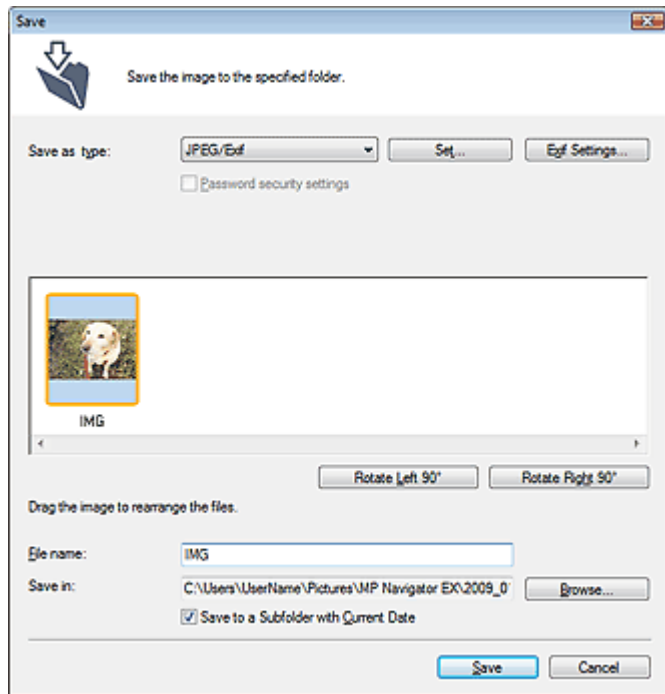 Save
Save the image to the specified folder.
Save as type: JPEG/Exif Set... Exif Settings...
Password security settings
IMG
Rotate Left 90° Rotate Right 90°
Drag the image to rearrange the files.
File name: IMG
Save in: C:\Users\UserName\Pictures\MP Navigator EX\2009_0 Browse...
Save to a Subfolder with Current Date
Save Cancel